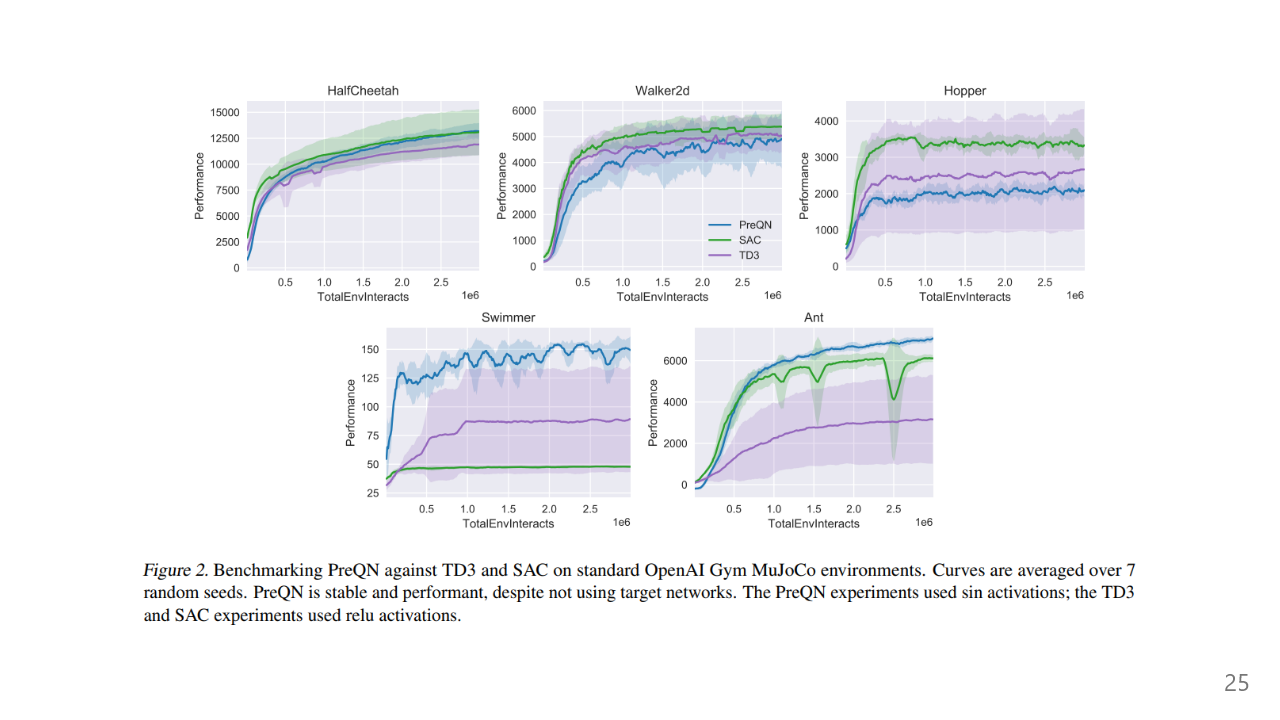 HalfCheetah
15000
12500
10000
7500
5000
2500
0
Performance
0.5 1.0 1.5 2.0 2.5
TotalEnvInteracts 1e6
Walker2d
6000
5000
4000
3000
2000
1000
0
Performance
PreQN
SAC
TD3
0.5 1.0 1.5 2.0 2.5
TotalEnvInteracts 1e6
Hopper
4000
3000
2000
1000
0
Performance
0.5 1.0 1.5 2.0 2.5
TotalEnvInteracts 1e6
Swimmer
150
125
100
75
50
25
Performance
0.5 1.0 1.5 2.0 2.5
TotalEnvInteracts 1e6
Ant
6000
4000
2000
0
Performance
0.5 1.0 1.5 2.0 2.5
TotalEnvInteracts 1e6
Figure 2. Benchmarking PreQN against TD3 and SAC on standard OpenAI Gym MuJoCo environments. Curves are averaged over 7
random seeds. PreQN is stable and performant, despite not using target networks. The PreQN experiments used sin activations; the TD3
and SAC experiments used relu activations.
25